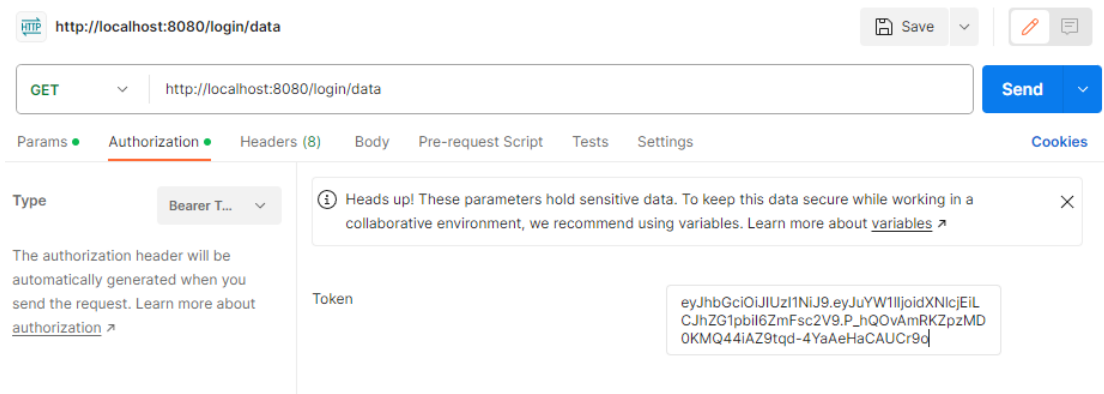 HTTP
http://localhost:8080/login/data
Save
GET
http://localhost:8080/login/data
Send
Params
Authorization
Headers (8)
Body
Pre-request Script
Tests
Settings
Cookies
Type
Bearer T...
The authorization header will be
automatically generated when you
send the request. Learn more about
authorization ↗
Heads up! These parameters hold sensitive data. To keep this data secure while working in a
collaborative environment, we recommend using variables. Learn more about variables ↗
Token
eyJhbGciOiJIUzI1NiJ9.eyJuYW1lIjoidXNlcjEiL
CJhZG1pbiI6ZmFsc2V9.P_hQOvAmRKZpzMD
0KMQ44iAZ9tqd-4YaAeHaCAUCr9o